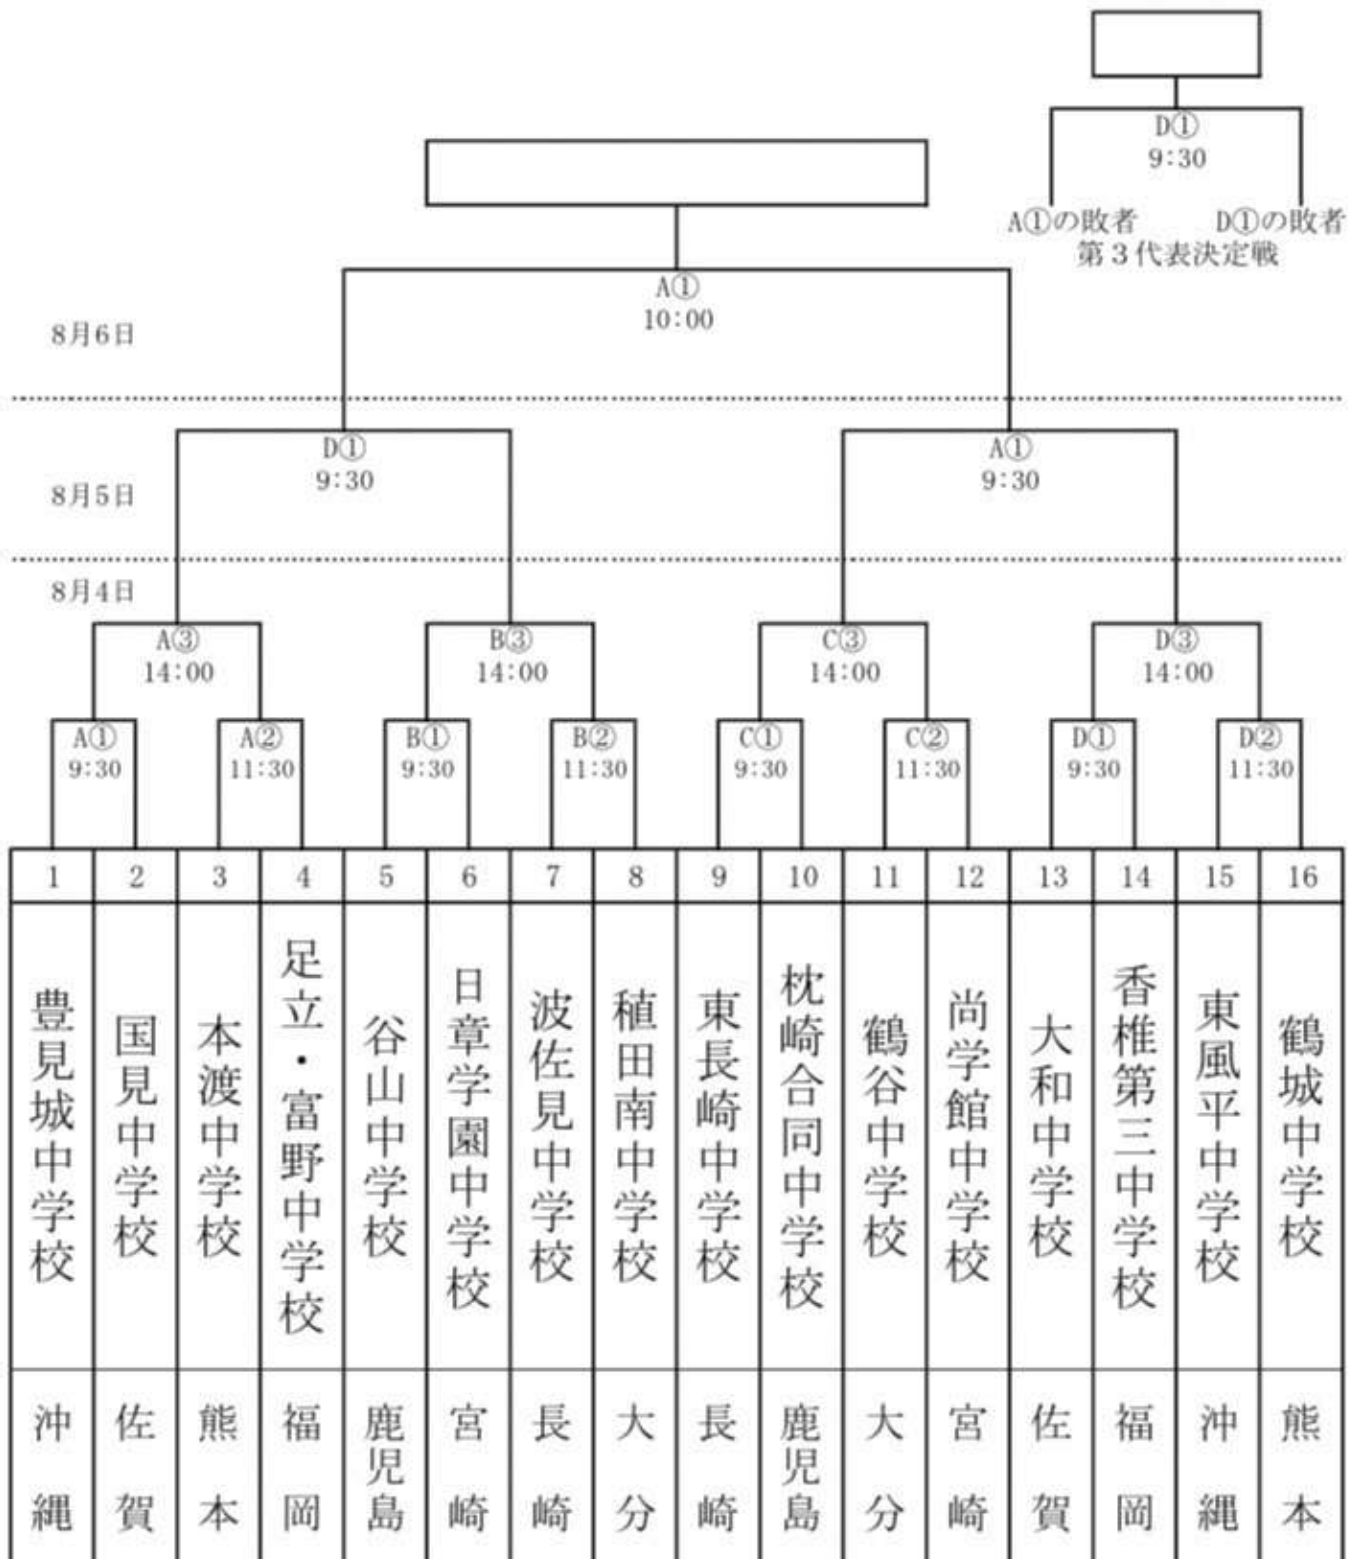 D①
9:30
A①の敗者 D①の敗者
第3代表決定戦
A①
10:00
8月6日
D①
9:30
A①
9:30
8月5日
8月4日
A③
14:00
B③
14:00
C③
14:00
D③
14:00
A①
9:30
A②
11:30
B①
9:30
B②
11:30
C①
9:30
C②
11:30
D①
9:30
D②
11:30
1
2
3
4
5
6
7
8
9
10
11
12
13
14
15
16
豊見城中学校
国見中学校
本渡中学校
足立・富野中学校
谷山中学校
日章学園中学校
波佐見中学校
稙田南中学校
東長崎中学校
枕崎合同中学校
鶴谷中学校
尚学館中学校
大和中学校
香椎第三中学校
東風平中学校
鶴城中学校
沖縄
佐賀
熊本
福岡
鹿児島
宮崎
長崎
大分
長崎
鹿児島
大分
宮崎
佐賀
福岡
沖縄
熊本